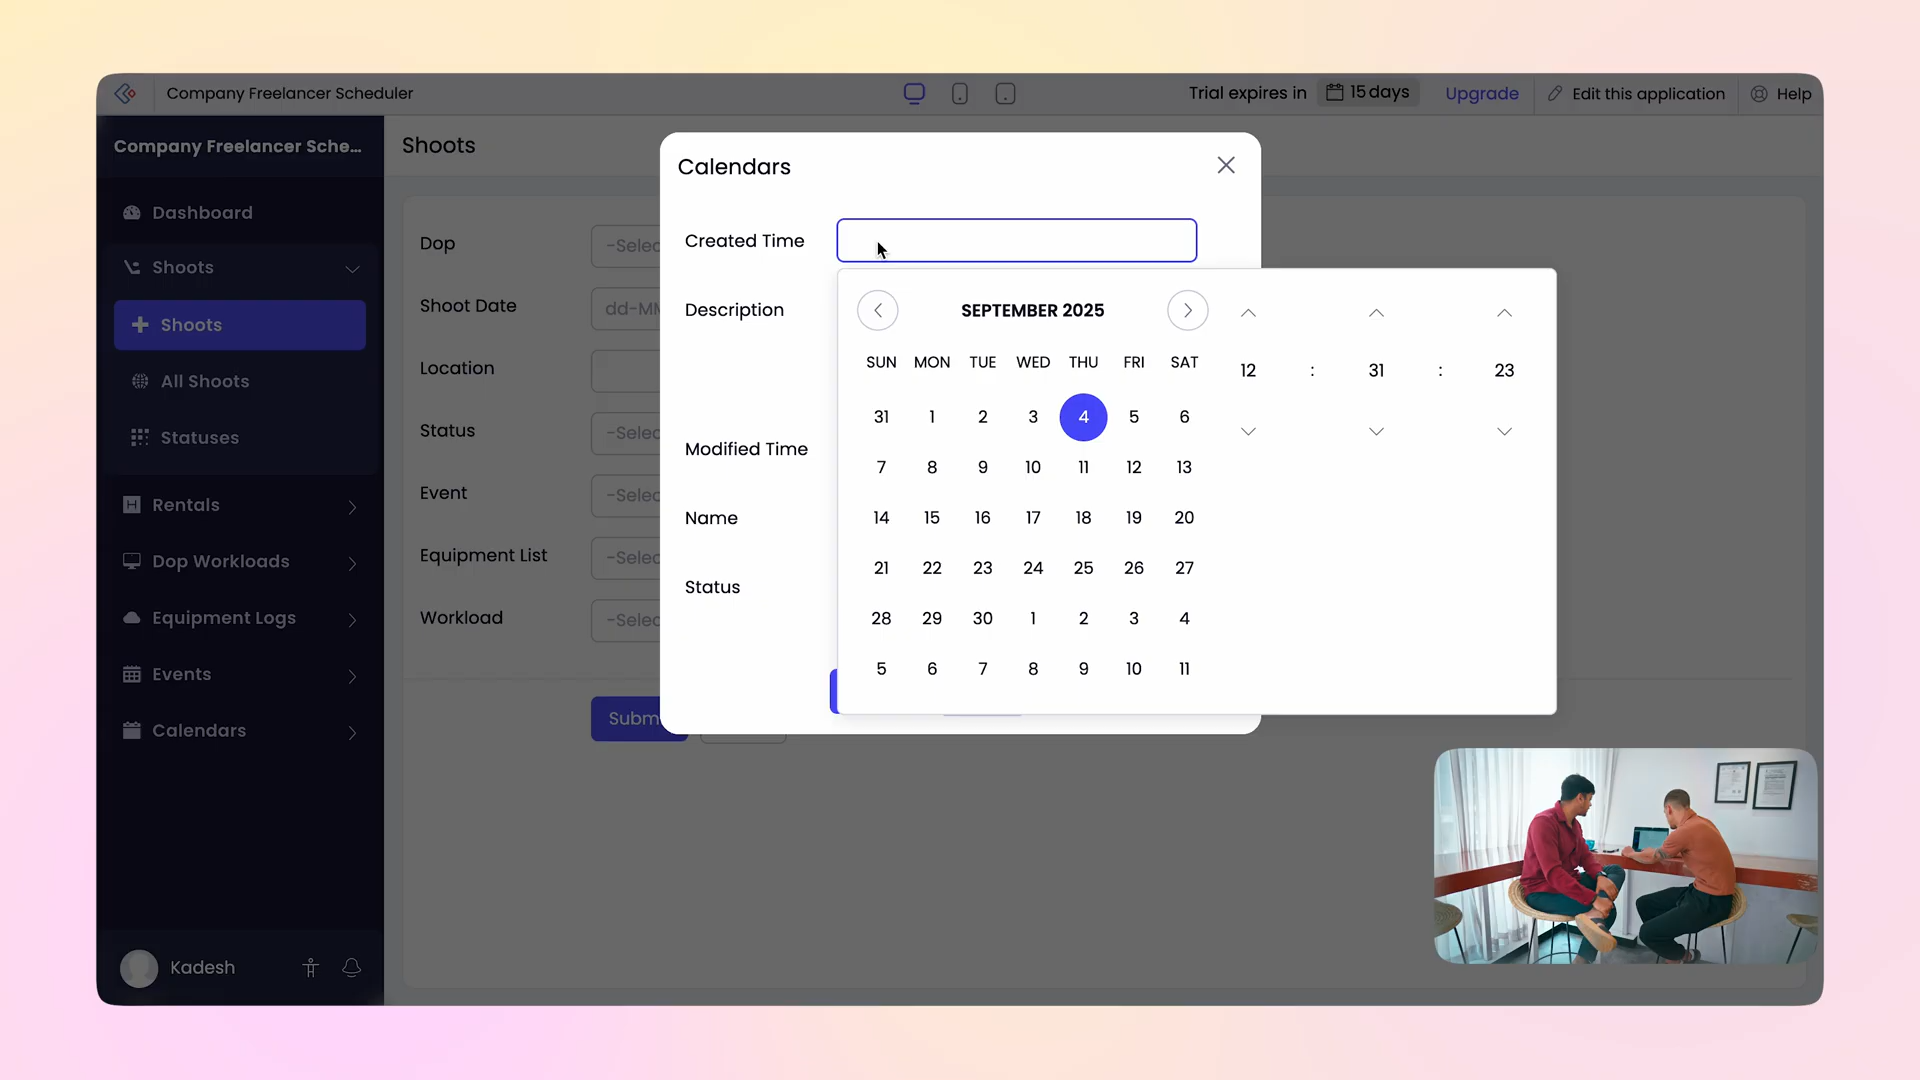 Company Freelancer Scheduler
Trial expires in 15 days Upgrade Edit this application Help
Company Freelancer Sche...
Dashboard
Shoots
Shoots
All Shoots
Statuses
Rentals
Dop Workloads
Equipment Logs
Events
Calendars
Kadesh
Shoots
Dop -Selec
Shoot Date dd-MM
Location
Status -Selec
Event -Selec
Equipment List -Selec
Workload -Selec
Subm
Calendars
Created Time
Description
Modified Time
Name
Status
SEPTEMBER 2025
SUN MON TUE WED THU FRI SAT
31 1 2 3 4 5 6
7 8 9 10 11 12 13
14 15 16 17 18 19 20
21 22 23 24 25 26 27
28 29 30 1 2 3 4
5 6 7 8 9 10 11
12 : 31 : 23